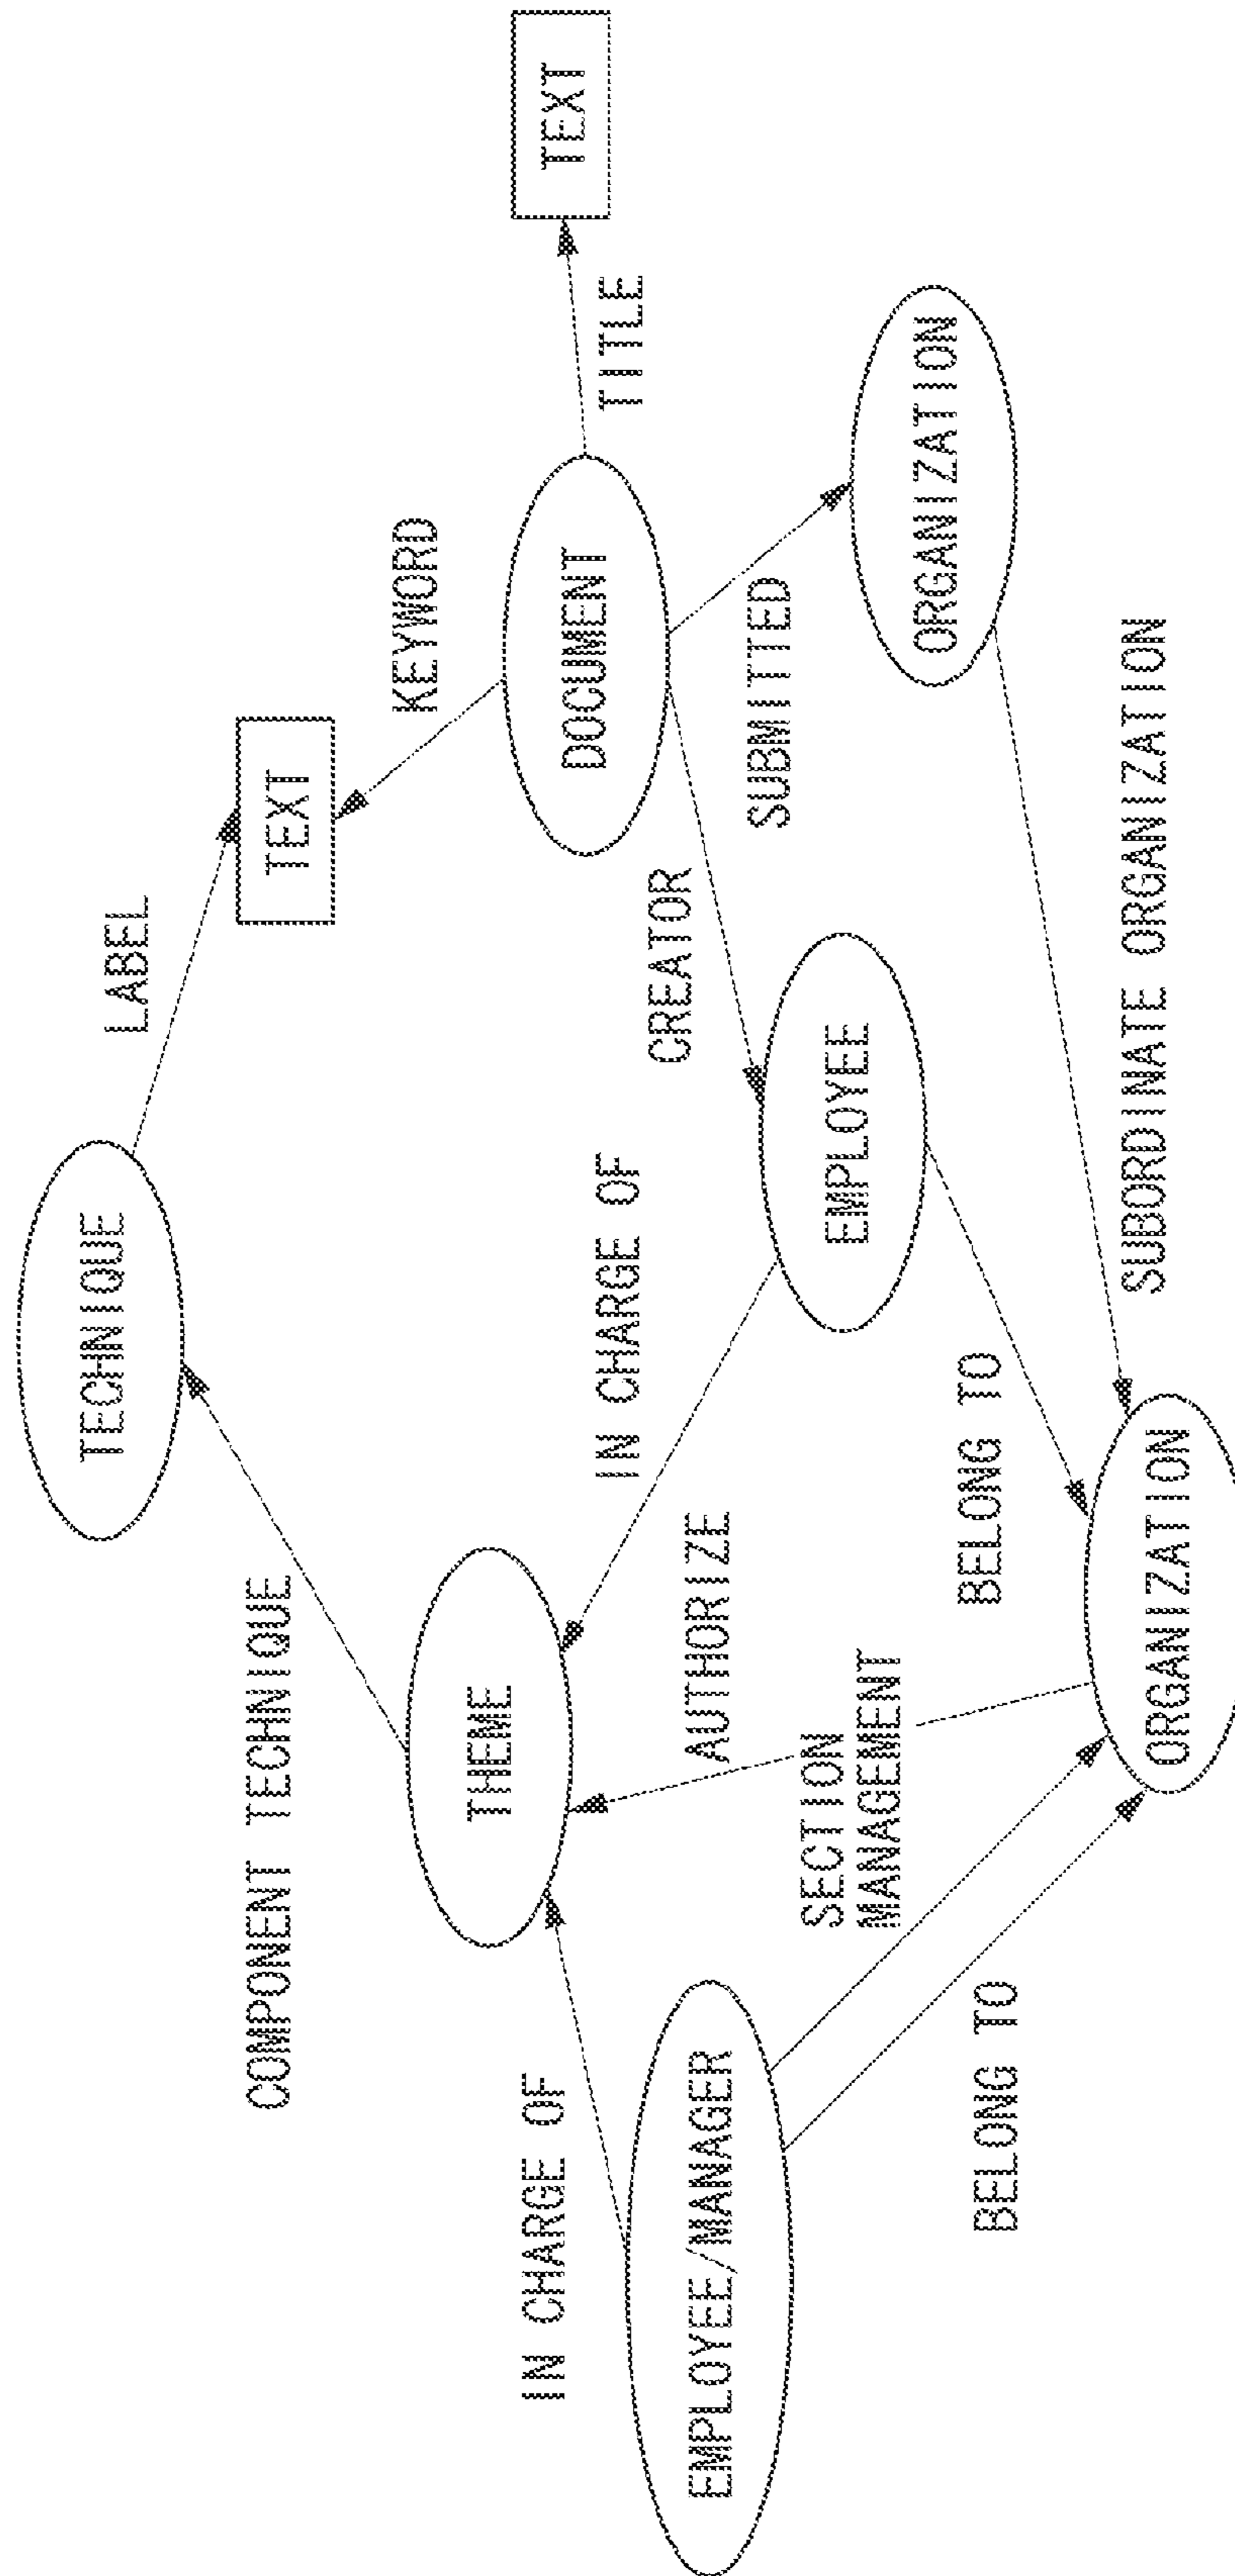 TECHNIQUE
LABEL
COMPONENT TECHNIQUE
TEXT
KEYWORD
THEME
IN CHARGE OF
DOCUMENT
TITLE
TEXT
IN CHARGE OF
CREATOR
EMPLOYEE/MANAGER
AUTHORIZE
SUBMITTED
SECTION
MANAGEMENT
EMPLOYEE
ORGANIZATION
BELONG TO
BELONG TO
ORGANIZATION
SUBORDINATE ORGANIZATION